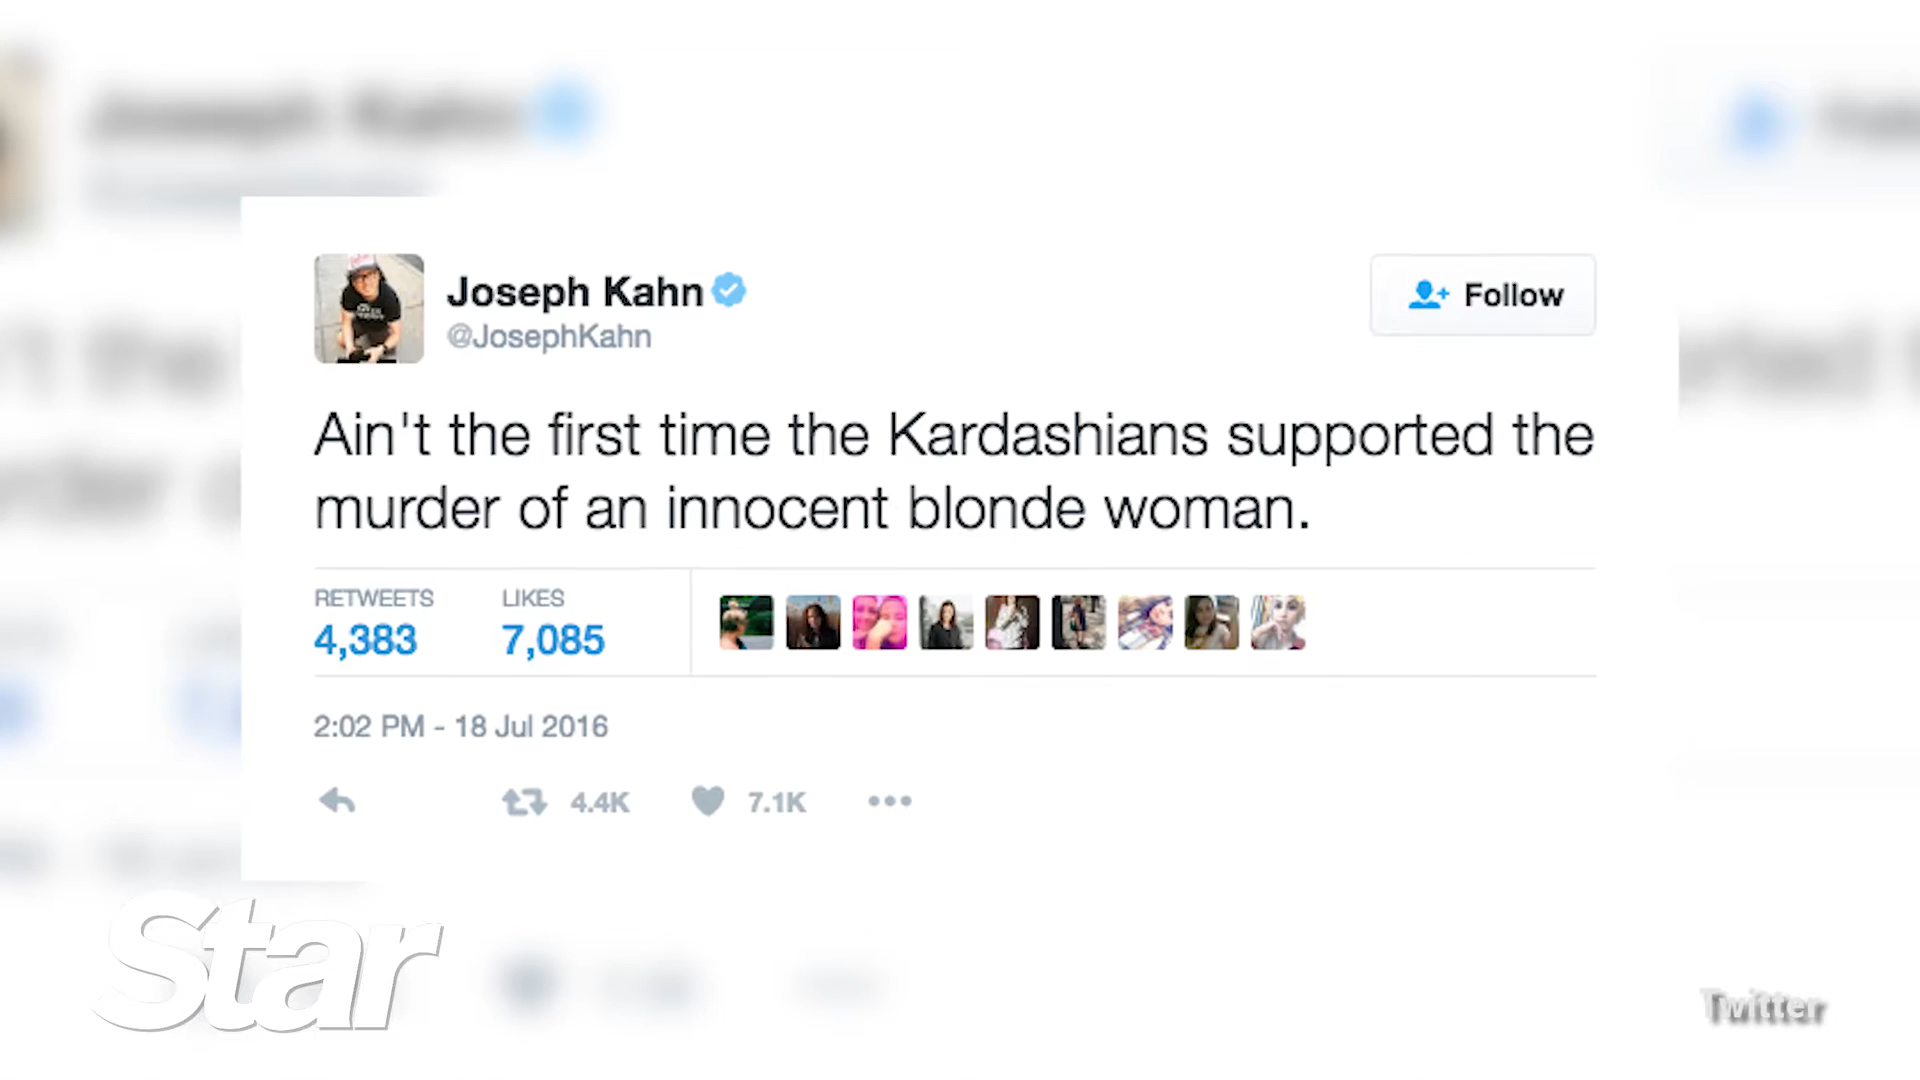 Joseph Kahn
@JosephKahn
Follow
Ain't the first time the Kardashians supported the
murder of an innocent blonde woman.
RETWEETS LIKES
4,383 7,085
2:02 PM - 18 Jul 2016
4.4K 7.1K
Star
Twitter